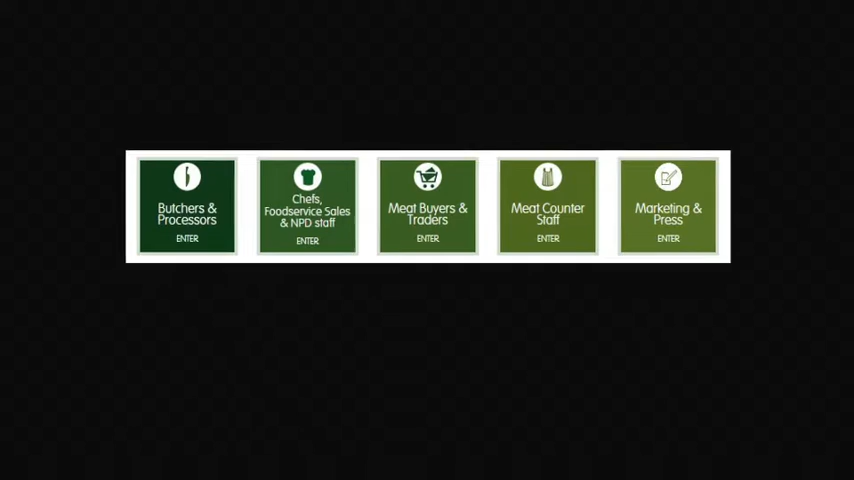 Butchers &
Processors
ENTER
Chefs,
Foodservice Sales
& NPD staff
ENTER
Meat Buyers &
Traders
ENTER
Meat Counter
Staff
ENTER
Marketing &
Press
ENTER